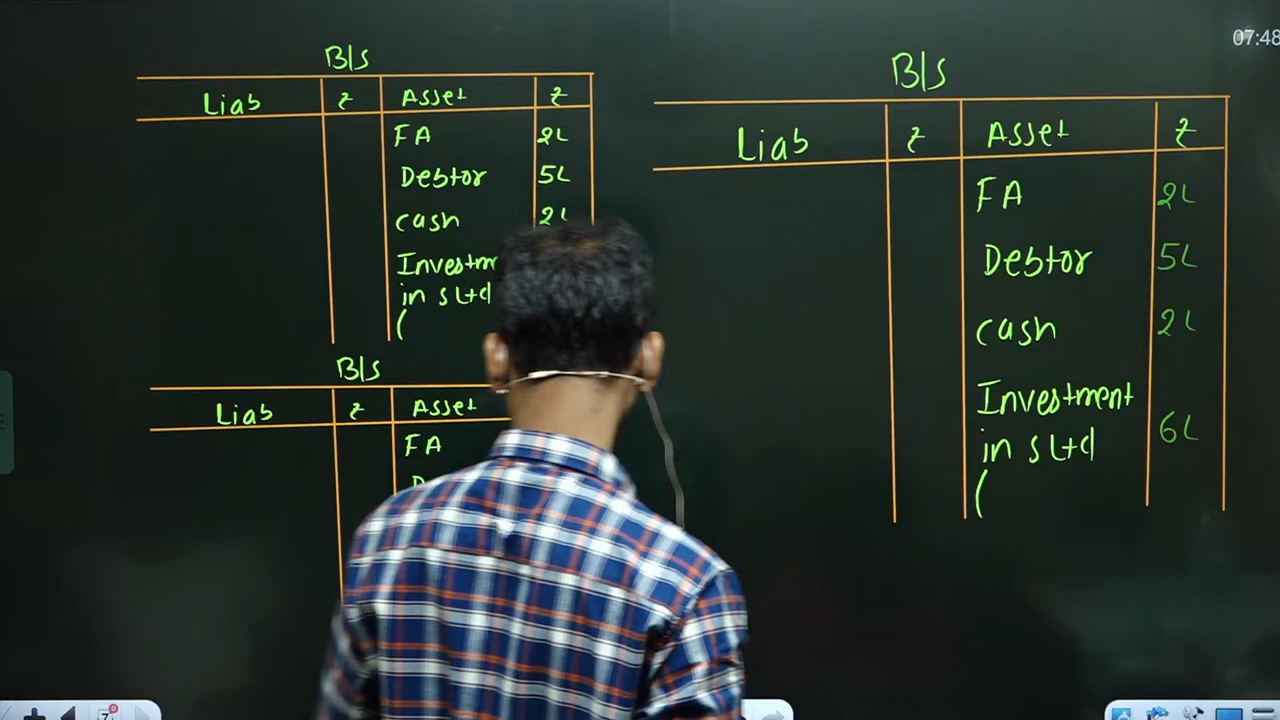 07:48
B/s
Liab ₹ Asset ₹
FA 2L
Debtor 5L
cash 2L
in s Ltd
(
B/s
Liab ₹ Asset
FA
B/s
Liab ₹ Asset ₹
FA 2L
Debtor 5L
cash 2L
Investment
in s Ltd 6L
(